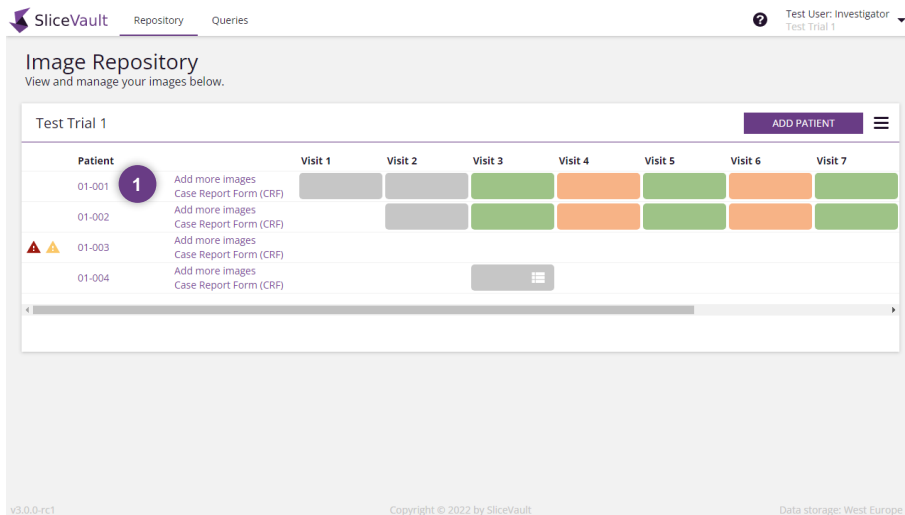 SliceVault Repository Queries ? Test User: Investigator
Test Trial 1
Image Repository
View and manage your images below.
Test Trial 1 ADD PATIENT
Patient Visit 1 Visit 2 Visit 3 Visit 4 Visit 5 Visit 6 Visit 7
01-001 1 Add more images
Case Report Form (CRF)
01-002 Add more images
Case Report Form (CRF)
01-003 Add more images
Case Report Form (CRF)
01-004 Add more images
Case Report Form (CRF)
v3.0.0-rc1 Copyright © 2022 by SliceVault Data storage: West Europe